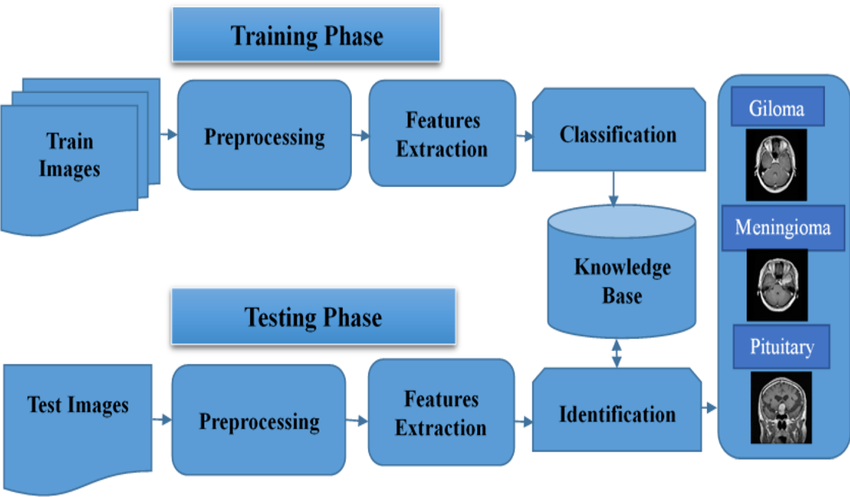 Training Phase
Train
Images
Preprocessing
Features
Extraction
Classification
Knowledge
Base
Testing Phase
Test Images
Preprocessing
Features
Extraction
Identification
Giloma
Meningioma
Pituitary